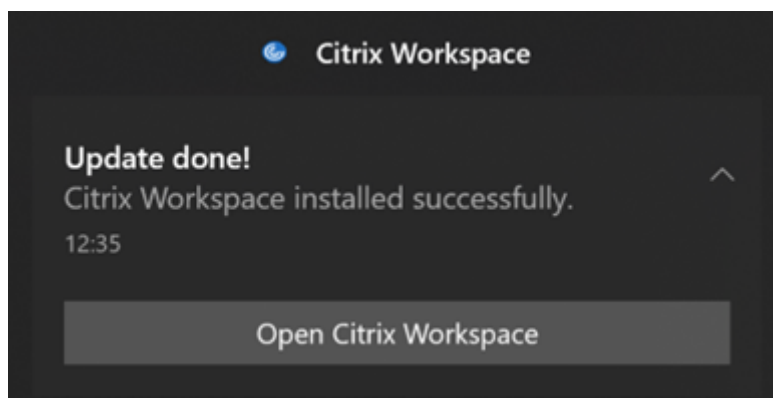 Citrix Workspace
Update done!
Citrix Workspace installed successfully.
12:35
Open Citrix Workspace